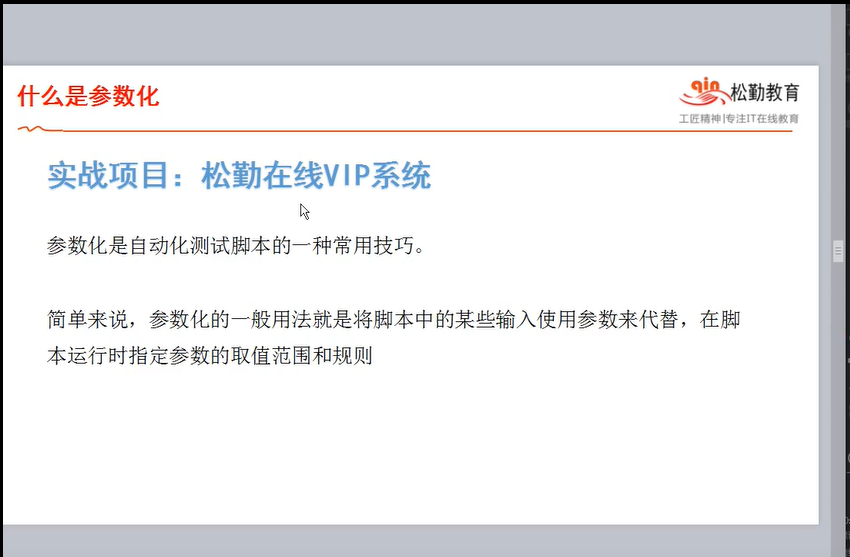 什么是参数化
qin
松勤教育
工匠精神|专注IT在线教育
实战项目：松勤在线VIP系统
参数化是自动化测试脚本的一种常用技巧。
简单来说，参数化的一般用法就是将脚本中的某些输入使用参数来代替，在脚
本运行时指定参数的取值范围和规则